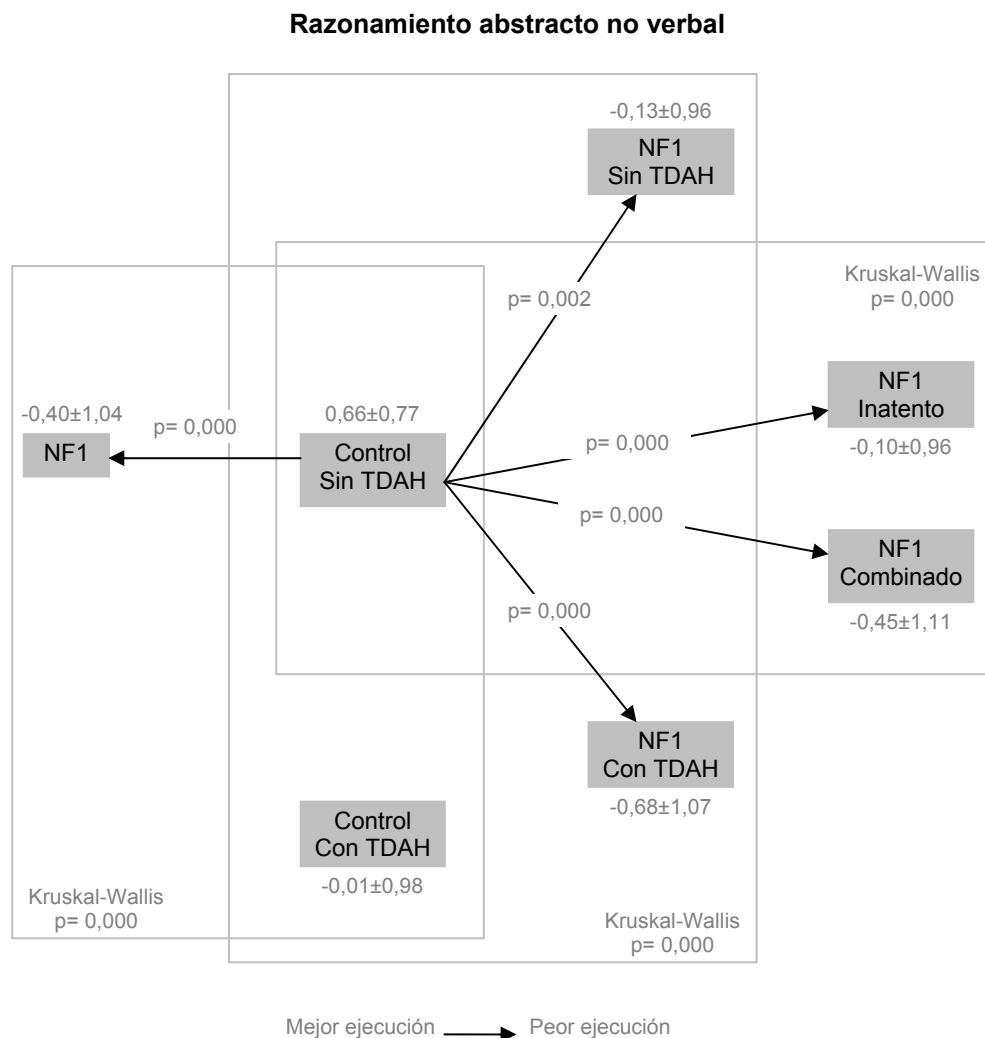 Razonamiento abstracto no verbal
-0,13±0,96
NF1
Sin TDAH
Kruskal-Wallis
p= 0,000
p= 0,002
NF1
Inatento
-0,10±0,96
-0,40±1,04
NF1
p= 0,000
0,66±0,77
Control
Sin TDAH
p= 0,000
p= 0,000
NF1
Combinado
-0,45±1,11
p= 0,000
NF1
Con TDAH
-0,68±1,07
Control
Con TDAH
-0,01±0,98
Kruskal-Wallis
p= 0,000
Kruskal-Wallis
p= 0,000
Mejor ejecución Peor ejecución